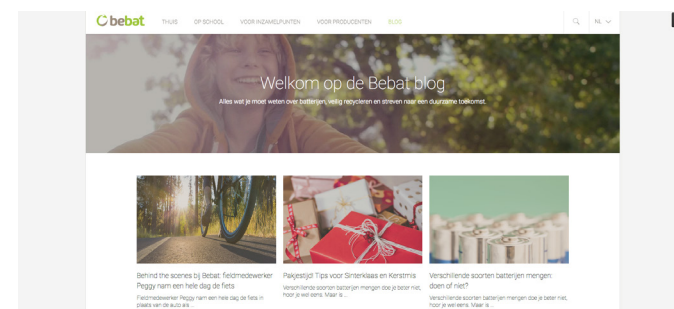 bebat
THUIS OP SCHOOL VOOR INZAMELPUNTEN VOOR PRODUCENTEN BLOG NL
Welkom op de Bebat blog
Alles wat je moet weten over batterijen, veilig recycleren en streven naar een duurzame toekomst.
Behind the scenes bij Bebat: fieldmedewerker
Peggy nam een hele dag de fiets
Fieldmedewerker Peggy nam een hele dag de fiets in
plaats van de auto als ...
Pakjestijd! Tips voor Sinterklaas en Kerstmis
Verschillende soorten batterijen mengen doe je beter niet,
hoor je wel eens. Maar is ...
Verschillende soorten batterijen mengen:
doen of niet?
Verschillende soorten batterijen mengen doe je beter niet,
hoor je wel eens. Maar is ...